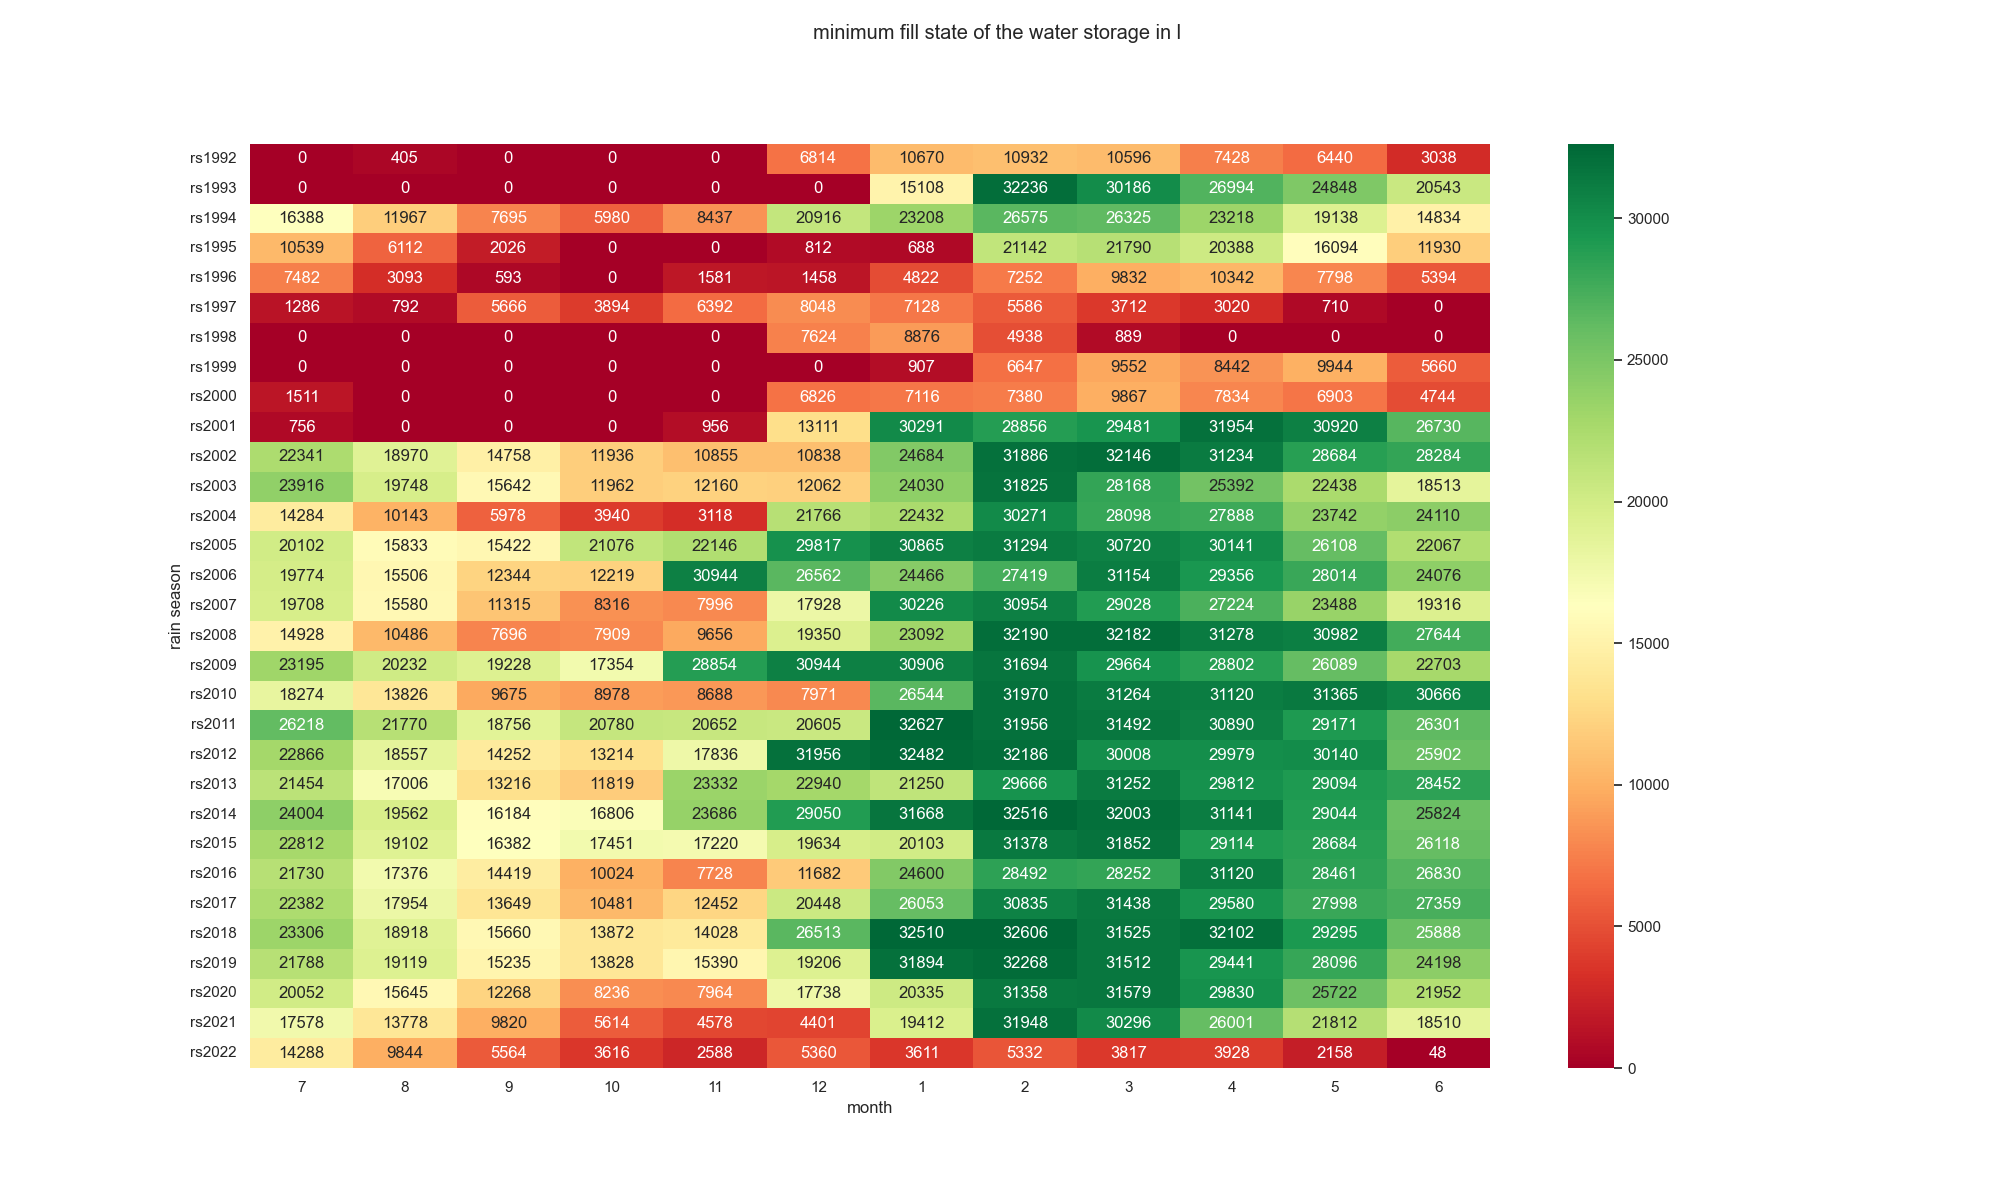 minimum fill state of the water storage in l
rs1992 0 405 0 0 0 6814 10670 10932 10596 7428 6440 3038
rs1993 0 0 0 0 0 0 15108 32236 30186 26994 24848 20543
rs1994 16388 11967 7695 5980 8437 20916 23208 26575 26325 23218 19138 14834
rs1995 10539 6112 2026 0 0 812 688 21142 21790 20388 16094 11930
rs1996 7482 3093 593 0 1581 1458 4822 7252 9832 10342 7798 5394
rs1997 1286 792 5666 3894 6392 8048 7128 5586 3712 3020 710 0
rs1998 0 0 0 0 0 7624 8876 4938 889 0 0 0
rs1999 0 0 0 0 0 0 907 6647 9552 8442 9944 5660
rs2000 1511 0 0 0 0 6826 7116 7380 9867 7834 6903 4744
rs2001 756 0 0 0 956 13111 30291 28856 29481 31954 30920 26730
rs2002 22341 18970 14758 11936 10855 10838 24684 31886 32146 31234 28684 28284
rs2003 23916 19748 15642 11962 12160 12062 24030 31825 28168 25392 22438 18513
rs2004 14284 10143 5978 3940 3118 21766 22432 30271 28098 27888 23742 24110
rs2005 20102 15833 15422 21076 22146 29817 30865 31294 30720 30141 26108 22067
rs2006 19774 15506 12344 12219 30944 26562 24466 27419 31154 29356 28014 24076
rs2007 19708 15580 11315 8316 7996 17928 30226 30954 29028 27224 23488 19316
rs2008 14928 10486 7696 7909 9656 19350 23092 32190 32182 31278 30982 27644
rs2009 23195 20232 19228 17354 28854 30944 30906 31694 29664 28802 26089 22703
rs2010 18274 13826 9675 8978 8688 7971 26544 31970 31264 31120 31365 30666
rs2011 26218 21770 18756 20780 20652 20605 32627 31956 31492 30890 29171 26301
rs2012 22866 18557 14252 13214 17836 31956 32482 32186 30008 29979 30140 25902
rs2013 21454 17006 13216 11819 23332 22940 21250 29666 31252 29812 29094 28452
rs2014 24004 19562 16184 16806 23686 29050 31668 32516 32003 31141 29044 25824
rs2015 22812 19102 16382 17451 17220 19634 20103 31378 31852 29114 28684 26118
rs2016 21730 17376 14419 10024 7728 11682 24600 28492 28252 31120 28461 26830
rs2017 22382 17954 13649 10481 12452 20448 26053 30835 31438 29580 27998 27359
rs2018 23306 18918 15660 13872 14028 26513 32510 32606 31525 32102 29295 25888
rs2019 21788 19119 15235 13828 15390 19206 31894 32268 31512 29441 28096 24198
rs2020 20052 15645 12268 8236 7964 17738 20335 31358 31579 29830 25722 21952
rs2021 17578 13778 9820 5614 4578 4401 19412 31948 30296 26001 21812 18510
rs2022 14288 9844 5564 3616 2588 5360 3611 5332 3817 3928 2158 48
7 8 9 10 11 12 1 2 3 4 5 6
month
rain season
30000
25000
20000
15000
10000
5000
0